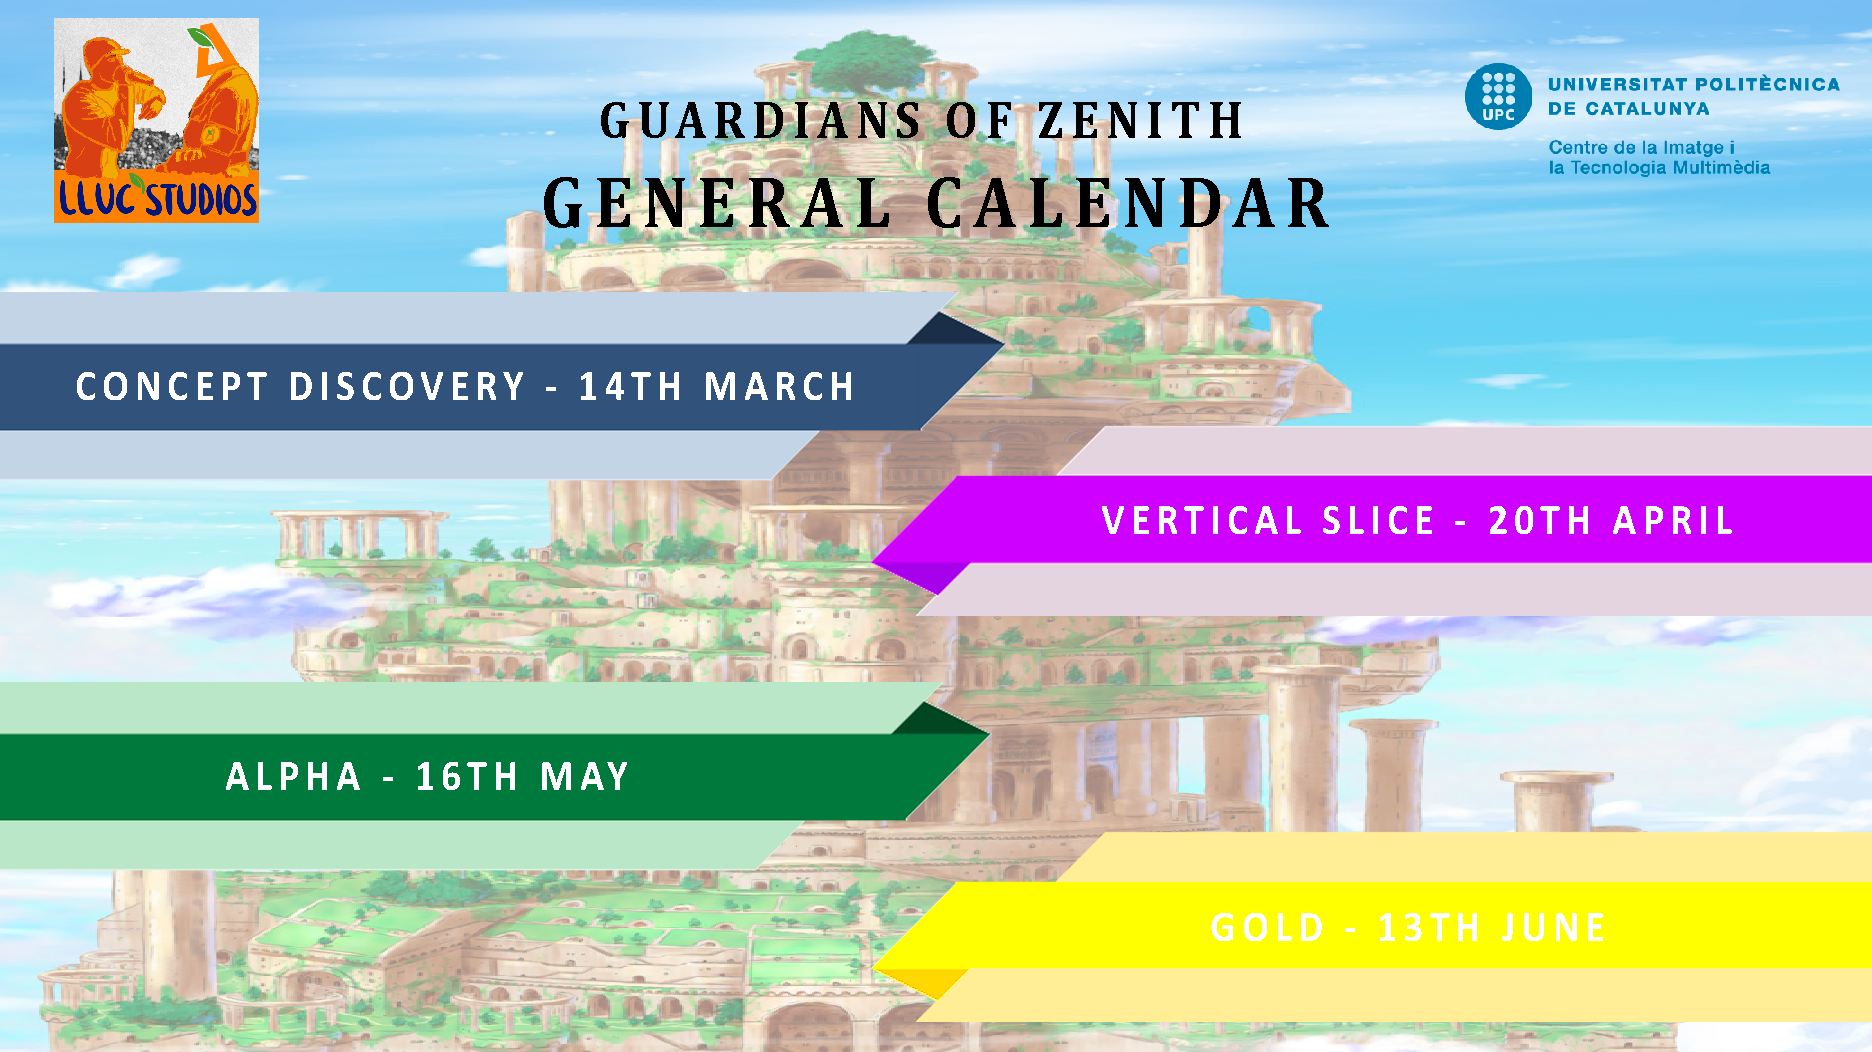 LLUC STUDIOS
GUARDIANS OF ZENITH
GENERAL CALENDAR
UPC
UNIVERSITAT POLITÈCNICA
DE CATALUNYA
Centre de la Imatge i
la Tecnologia Multimèdia
CONCEPT DISCOVERY - 14TH MARCH
VERTICAL SLICE - 20TH APRIL
ALPHA - 16TH MAY
GOLD - 13TH JUNE